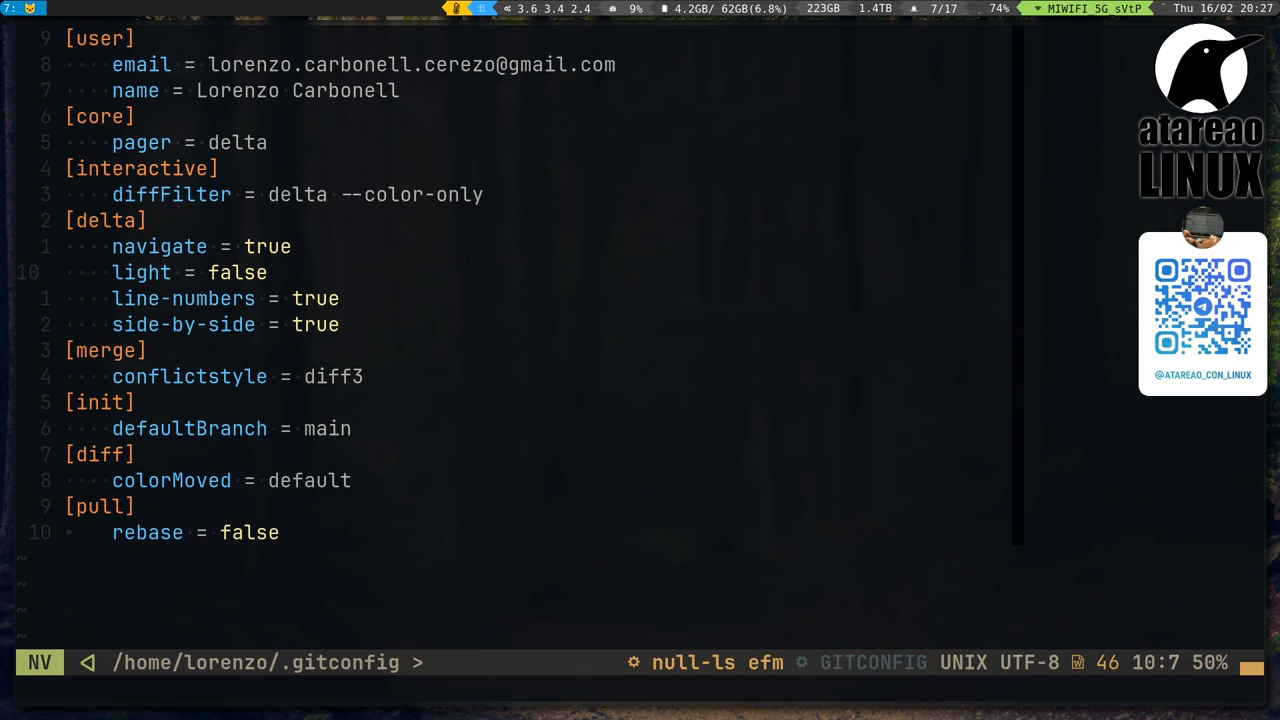 7:
3.6 3.4 2.4 9% 4.2GB/ 62GB(6.8%) 223GB 1.4TB 7/17 74% MIWIFI 5G sVtP Thu 16/02 20:27
9 [user]
8 email = lorenzo.carbonell.cerezo@gmail.com
7 name = Lorenzo Carbonell
6 [core]
5 pager = delta
4 [interactive]
3 diffFilter = delta --color-only
2 [delta]
1 navigate = true
10 light = false
1 line-numbers = true
2 side-by-side = true
3 [merge]
4 conflictstyle = diff3
5 [init]
6 defaultBranch = main
7 [diff]
8 colorMoved = default
9 [pull]
10 rebase = false
~
~
~
~
NV /home/lorenzo/.gitconfig > null-ls efm GITCONFIG UNIX UTF-8 46 10:7 50%
atareao
LINUX
@ATAREAO_CON_LINUX